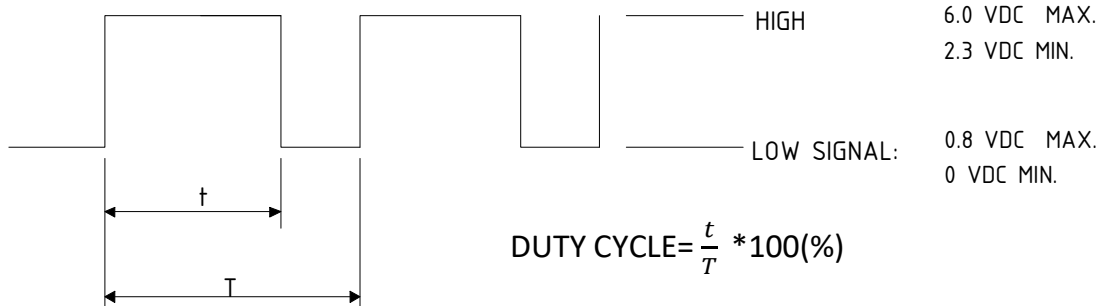 HIGH 6.0 VDC MAX.
2.3 VDC MIN.
LOW SIGNAL: 0.8 VDC MAX.
0 VDC MIN.
t
DUTY CYCLE= t/T *100(%)
T